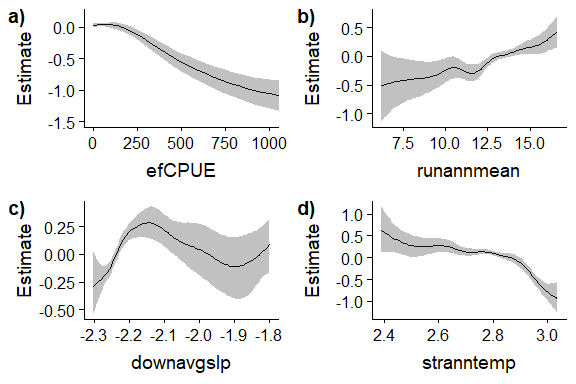 a)
Estimate
0.0
-0.5
-1.0
-1.5
0 250 500 750 1000
efCPUE
b)
Estimate
0.5
0.0
-0.5
-1.0
7.5 10.0 12.5 15.0
runannmean
c)
Estimate
0.25
0.00
-0.25
-0.50
-2.3 -2.2 -2.1 -2.0 -1.9 -1.8
downavgslp
d)
Estimate
1.0
0.5
0.0
-0.5
-1.0
2.4 2.6 2.8 3.0
stranntemp